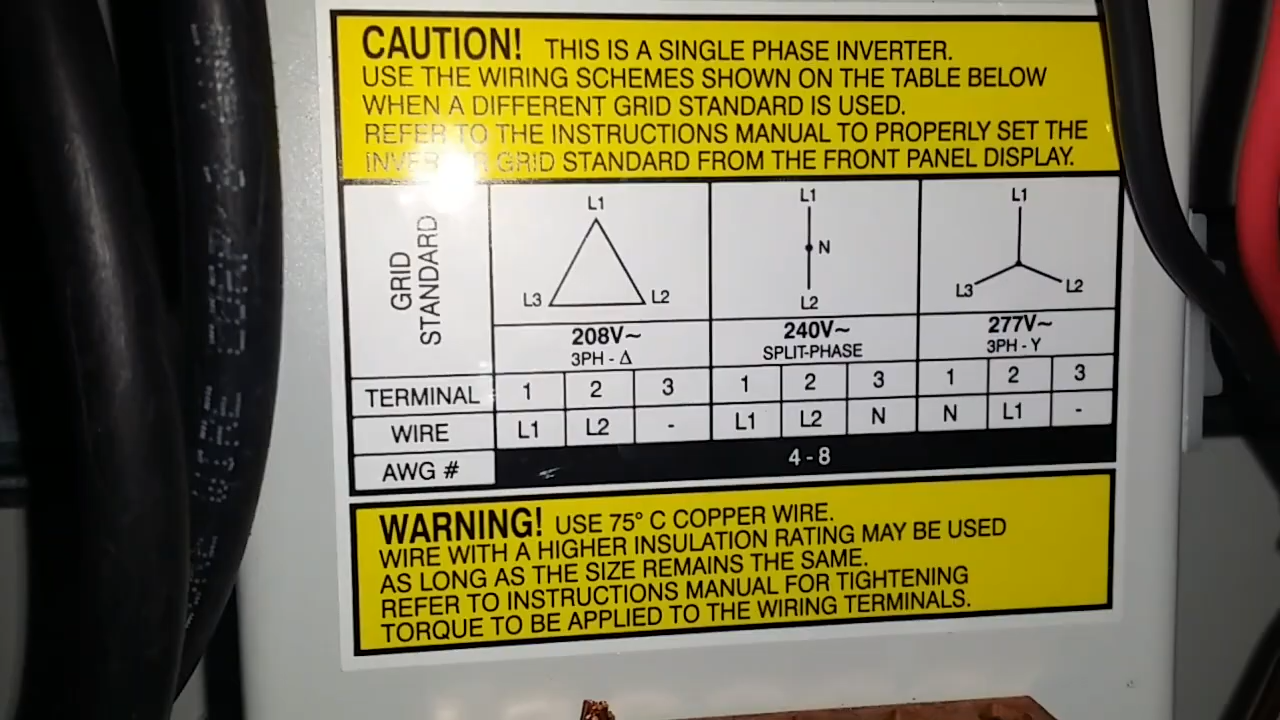 CAUTION! THIS IS A SINGLE PHASE INVERTER.
USE THE WIRING SCHEMES SHOWN ON THE TABLE BELOW
WHEN A DIFFERENT GRID STANDARD IS USED.
REFER TO THE INSTRUCTIONS MANUAL TO PROPERLY SET THE
GRID STANDARD FROM THE FRONT PANEL DISPLAY.
GRID
STANDARD
L1
L3 L2
L1
N
L2
L1
L3 L2
208V~ 240V~ 277V~
3PH - Δ SPLIT-PHASE 3PH - Y
TERMINAL 1 2 3 1 2 3 1 2 3
WIRE L1 L2 - L1 L2 N N L1 -
AWG # 4 - 8
WARNING! USE 75° C COPPER WIRE.
WIRE WITH A HIGHER INSULATION RATING MAY BE USED
AS LONG AS THE SIZE REMAINS THE SAME.
REFER TO INSTRUCTIONS MANUAL FOR TIGHTENING
TORQUE TO BE APPLIED TO THE WIRING TERMINALS.